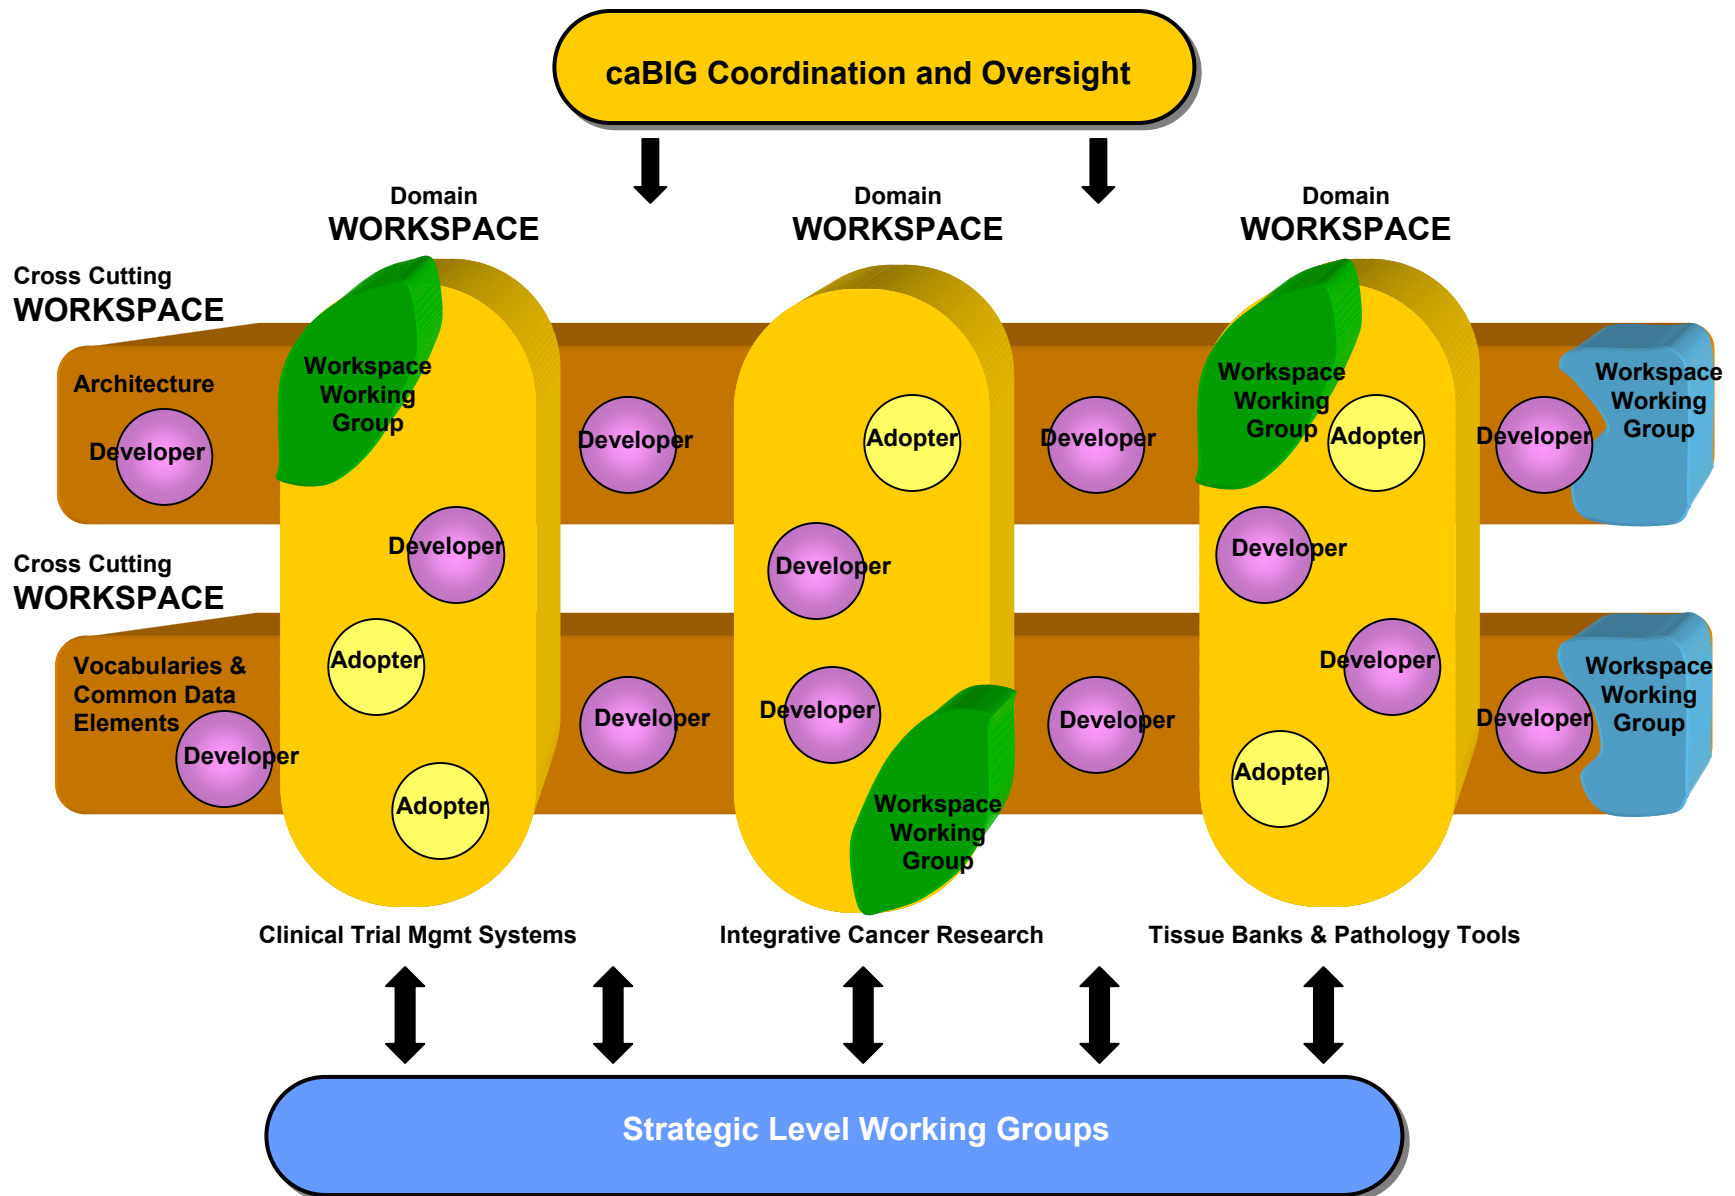 caBIG Coordination and Oversight
Domain
WORKSPACE
Domain
WORKSPACE
Domain
WORKSPACE
Cross Cutting
WORKSPACE
Architecture
Developer
Workspace
Working
Group
Developer
Adopter
Developer
Workspace
Working
Group
Adopter
Developer
Workspace
Working
Group
Developer
Developer
Developer
Cross Cutting
WORKSPACE
Vocabularies &
Common Data
Elements
Developer
Adopter
Adopter
Developer
Developer
Workspace
Working
Group
Developer
Developer
Adopter
Developer
Workspace
Working
Group
Clinical Trial Mgmt Systems
Integrative Cancer Research
Tissue Banks & Pathology Tools
Strategic Level Working Groups